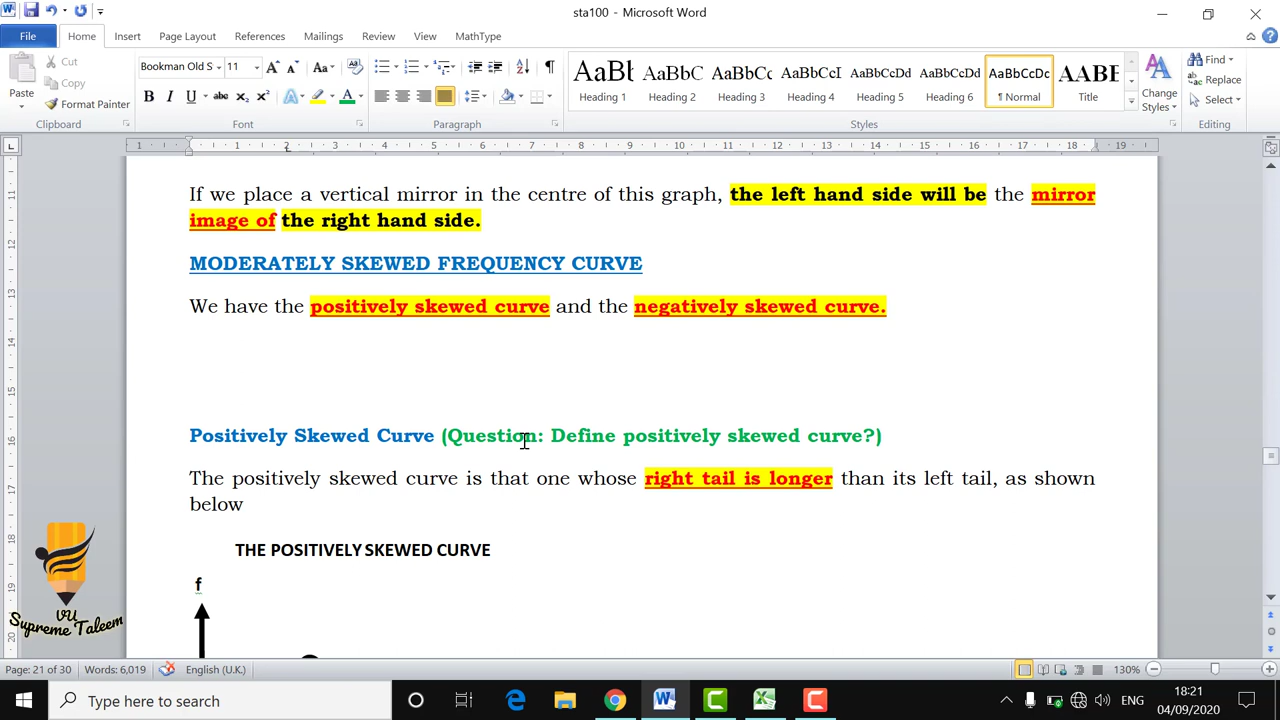 sta100 - Microsoft Word
File Home Insert Page Layout References Mailings Review View MathType
Paste
Cut
Copy
Format Painter
Clipboard
Bookman Old S 11
Font
Paragraph
AaBb Heading 1
AaBbCc Heading 2
AaBbCc Heading 3
AaBbCcI Heading 4
AaBbCcDd Heading 5
AaBbCcDd Heading 6
AaBbCcDc ¶ Normal
AABE Title
Change Styles
Styles
Find
Replace
Select
Editing
If we place a vertical mirror in the centre of this graph, the left hand side will be the mirror
image of the right hand side.
MODERATELY SKEWED FREQUENCY CURVE
We have the positively skewed curve and the negatively skewed curve.
Positively Skewed Curve (Question: Define positively skewed curve?)
The positively skewed curve is that one whose right tail is longer than its left tail, as shown
below
THE POSITIVELY SKEWED CURVE
f
VU
Supreme Taleem
Page: 21 of 30 Words: 6,019 English (U.K.) 130%
Type here to search
ENG
18:21
04/09/2020